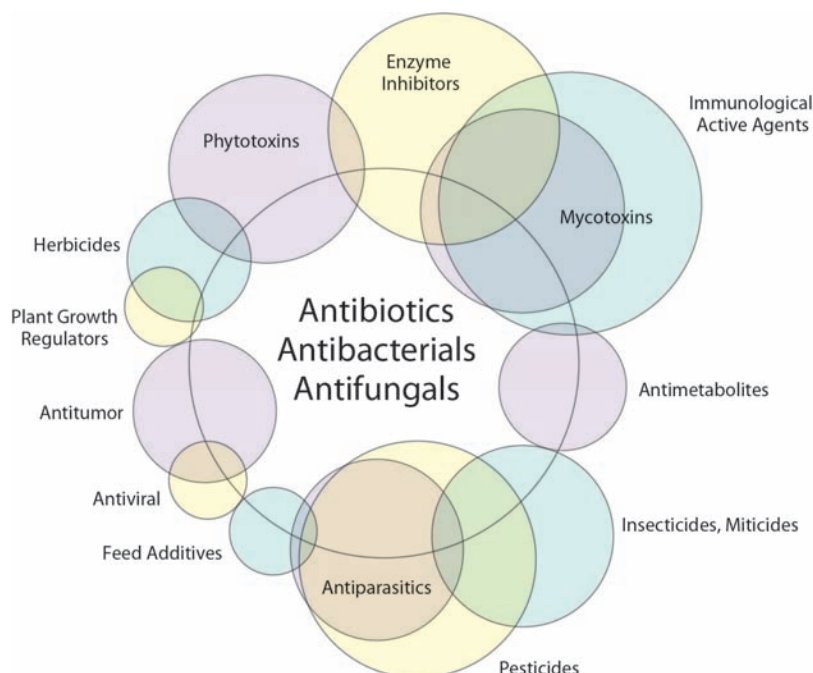 Enzyme
Inhibitors
Immunological
Active Agents
Phytotoxins
Mycotoxins
Herbicides
Plant Growth
Regulators
Antibiotics
Antibacterials
Antifungals
Antimetabolites
Antitumor
Antiviral
Insecticides, Miticides
Feed Additives
Antiparasitics
Pesticides